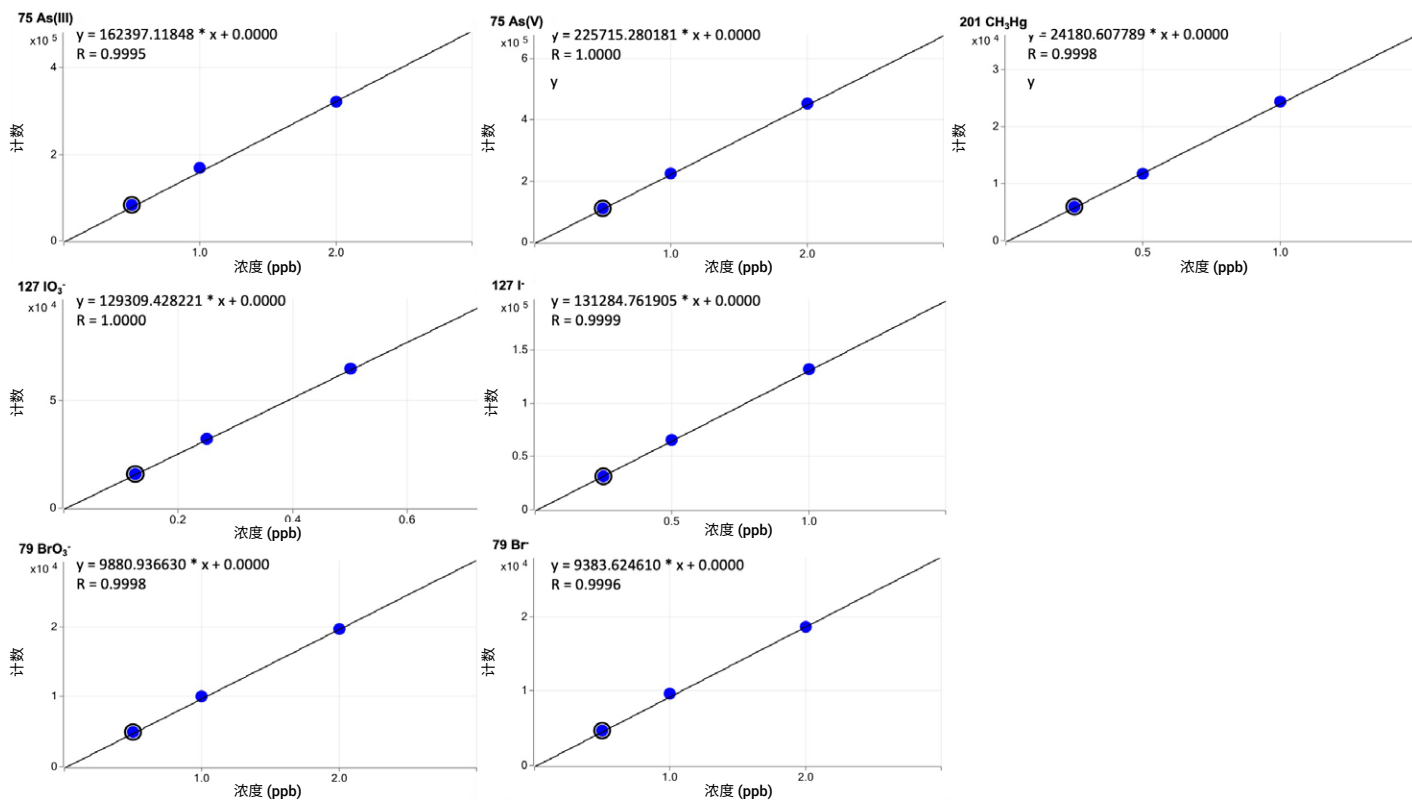 75 As(III)
x10 5
y = 162397.11848 * x + 0.0000
R = 0.9995
4
2
0
1.0
2.0
计数
浓度 (ppb)
75 As(V)
x10 5
y = 225715.280181 * x + 0.0000
R = 1.0000
y
6
4
2
0
1.0
2.0
计数
浓度 (ppb)
201 CH₃Hg
x10 4
y = 24180.607789 * x + 0.0000
R = 0.9998
y
3
2
1
0
0.5
1.0
计数
浓度 (ppb)
127 IO₃⁻
x10 4
y = 129309.428221 * x + 0.0000
R = 1.0000
5
0
0.2
0.4
0.6
计数
浓度 (ppb)
127 I⁻
x10 5
y = 131284.761905 * x + 0.0000
R = 0.9999
1.5
1
0.5
0
0.5
1.0
计数
浓度 (ppb)
79 BrO₃⁻
x10 4
y = 9880.936630 * x + 0.0000
R = 0.9998
2
1
0
1.0
2.0
计数
浓度 (ppb)
79 Br⁻
x10 4
y = 9383.624610 * x + 0.0000
R = 0.9996
2
1
0
1.0
2.0
计数
浓度 (ppb)